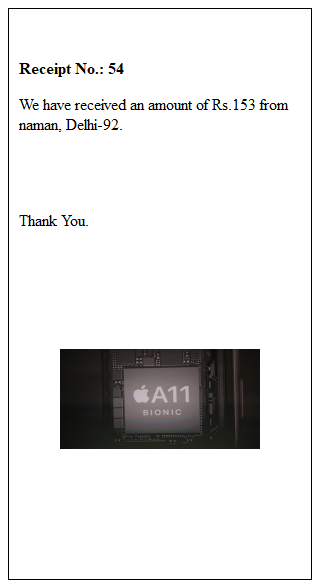 Receipt No.: 54
We have received an amount of Rs.153 from
naman, Delhi-92.
Thank You.
A11
BIONIC